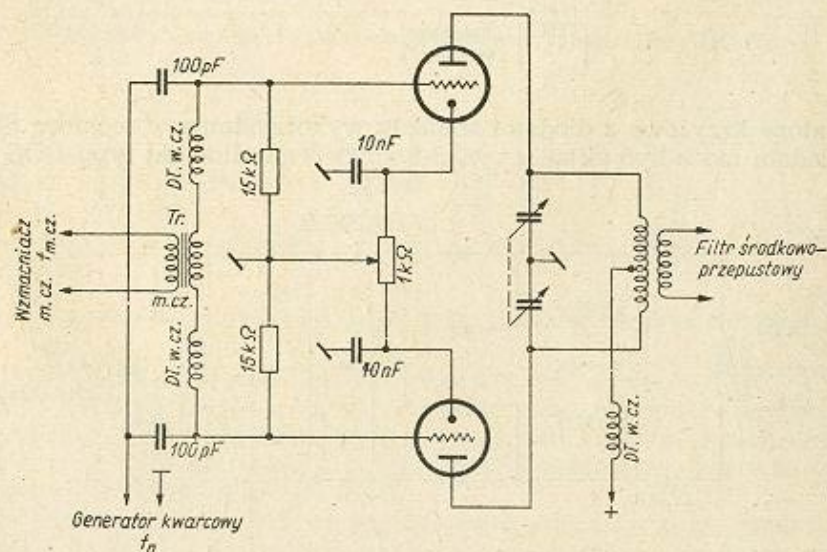 100pF
DŁ. w.cz.
15kΩ
10nF
Tr.
Wzmacniacz
m.cz. fm.cz.
m.cz.
1kΩ
Filtr środkowo-
przepustowy
DŁ. w.cz.
15kΩ
10nF
100pF
DŁ. w.cz.
+
Generator kwarcowy
fn